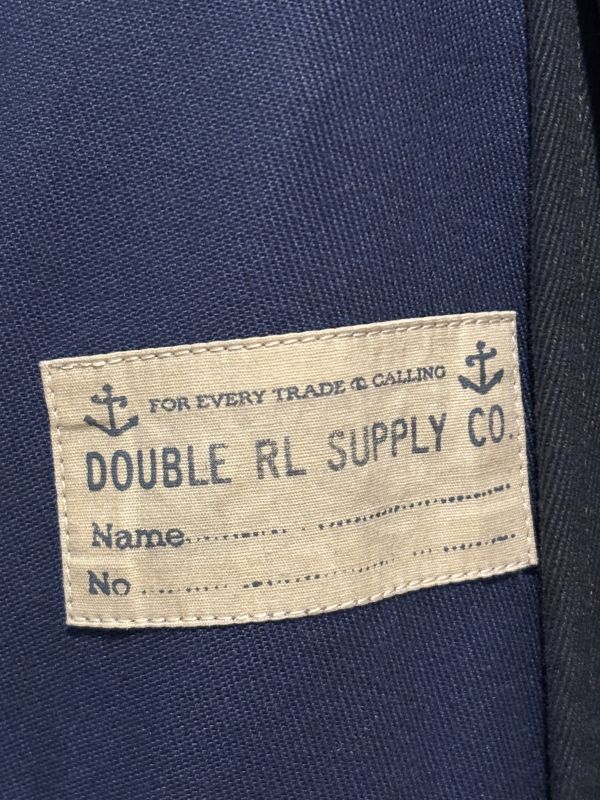 FOR EVERY TRADE & CALLING
DOUBLE RL SUPPLY CO.
Name
No